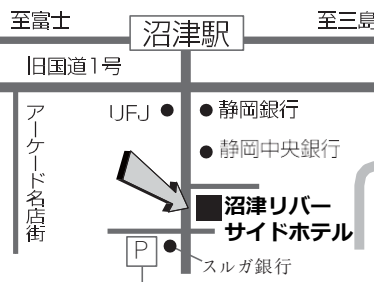 至富士
沼津駅
至三島
旧国道1号
UFJ
静岡銀行
静岡中央銀行
アーケード名店街
沼津リバー
サイドホテル
P
スルガ銀行